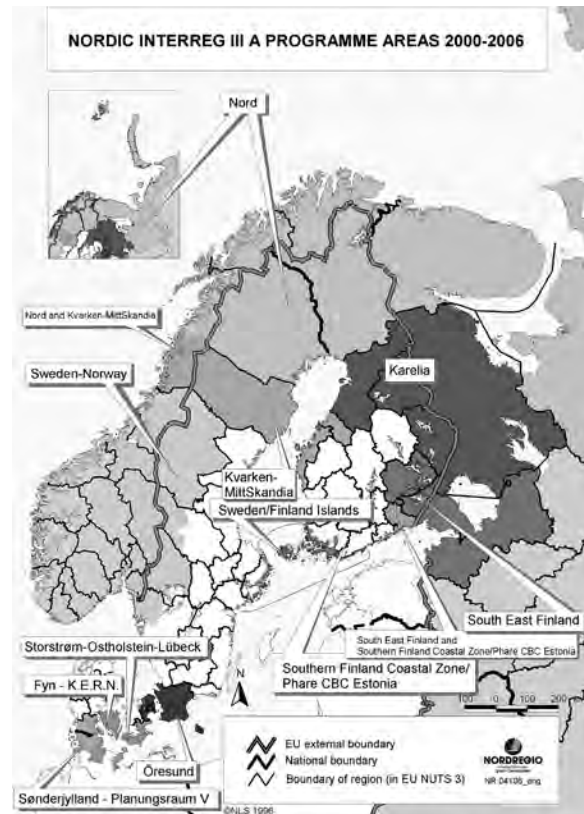 NORDIC INTERREG III A PROGRAMME AREAS 2000-2006
Nord
Nord and Kvarken-MittSkandia
Sweden-Norway
Karelia
Kvarken-
MittSkandia
Sweden/Finland Islands
South East Finland
South East Finland and
Southern Finland Coastal Zone/Phare CBC Estonia
Southern Finland Coastal Zone/
Phare CBC Estonia
Storstrøm-Ostholstein-Lübeck
Fyn - K.E.R.N.
Öresund
Sønderjylland - Planungsraum V
N
100 0 100 200
EU external boundary
National boundary
Boundary of region (in EU NUTS 3)
NORDREGIO
NR 04106_eng
©NLS 1996